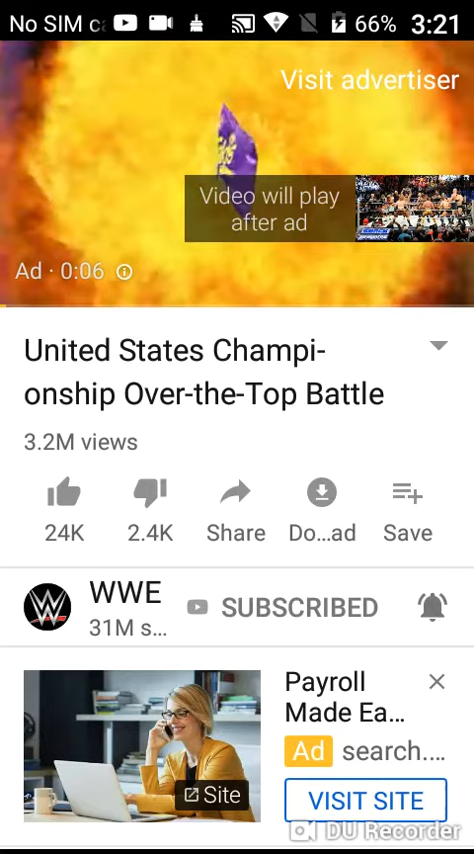 No SIM ca 66% 3:21
Visit advertiser
Video will play
after ad
Ad · 0:06
United States Champi-
onship Over-the-Top Battle
3.2M views
24K 2.4K Share Do...ad Save
WWE
SUBSCRIBED
31M s...
Payroll
Made Ea...
Ad search....
Site
VISIT SITE
DU Recorder